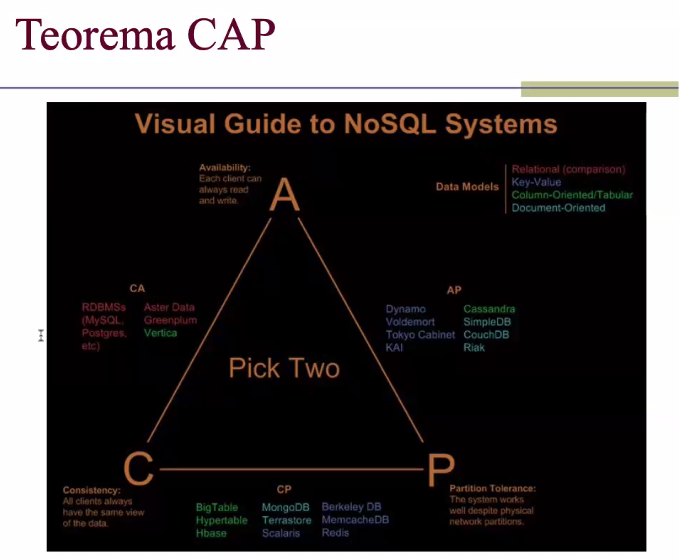 Teorema CAP
Visual Guide to NoSQL Systems
Availability:
Each client can
always read
and write.
A
Data Models
Relational (comparison)
Key-Value
Column-Oriented/Tabular
Document-Oriented
CA
RDBMSs
(MySQL,
Postgres,
etc)
Aster Data
Greenplum
Vertica
AP
Dynamo
Voldemort
Tokyo Cabinet
KAI
Cassandra
SimpleDB
CouchDB
Riak
Pick Two
C
P
Consistency:
All clients always
have the same view
of the data.
CP
BigTable
Hypertable
Hbase
MongoDB
Terrastore
Scalaris
Berkeley DB
MemcacheDB
Redis
Partition Tolerance:
The system works
well despite physical
network partitions.